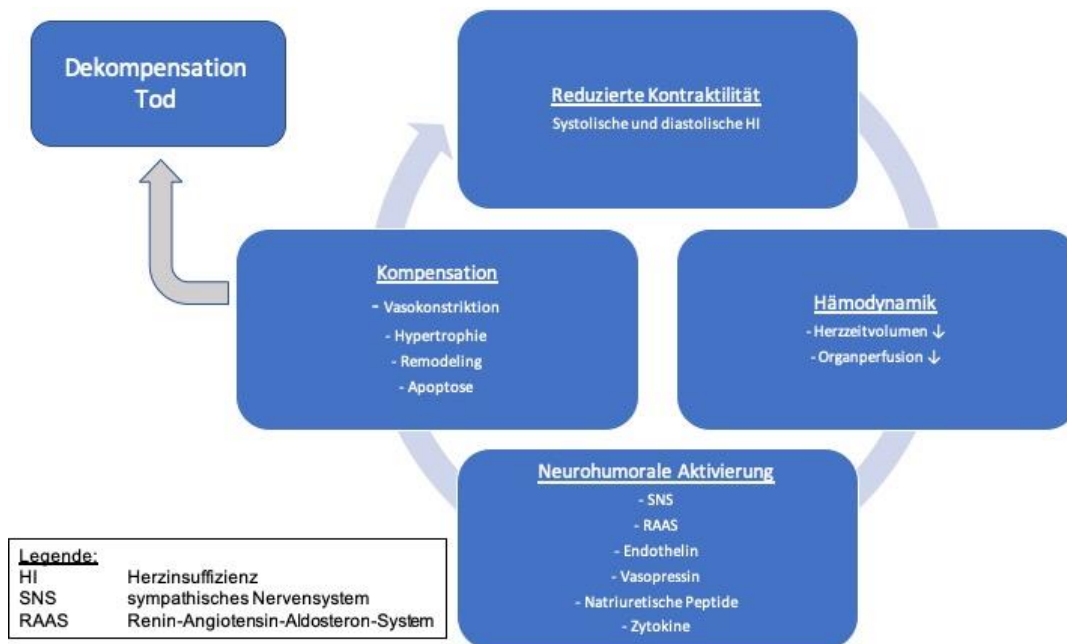 Dekompensation
Tod
Reduzierte Kontraktilität
Systolische und diastolische HI
Hämodynamik
- Herzzeitvolumen ↓
- Organperfusion ↓
Neurohumorale Aktivierung
- SNS
- RAAS
- Endothelin
- Vasopressin
- Natriuretische Peptide
- Zytokine
Kompensation
- Vasokonstriktion
- Hypertrophie
- Remodeling
- Apoptose
Legende:
HI Herzinsuffizienz
SNS sympathisches Nervensystem
RAAS Renin-Angiotensin-Aldosteron-System